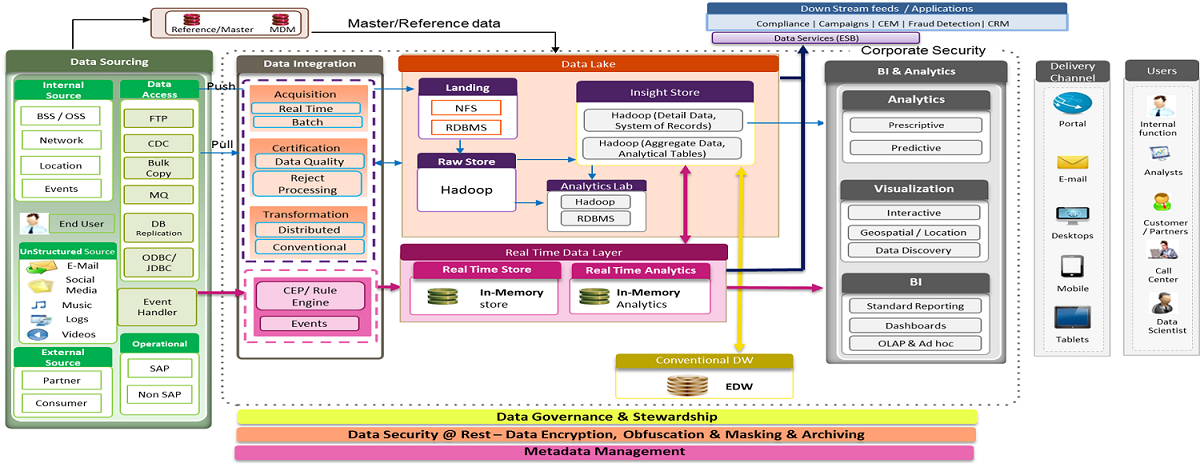 Master/Reference data
Reference/Master
MDM
Down Stream feeds / Applications
Compliance | Campaigns | CEM | Fraud Detection| CRM
Data Services (ESB)
Corporate Security
Data Sourcing
Internal
Source
BSS / OSS
Network
Location
Events
End User
UnStructured Source
E-Mail
Social
Media
Music
Logs
Videos
External
Source
Partner
Consumer
Data
Access
FTP
CDC
Bulk
Copy
MQ
DB
Replication
ODBC/
JDBC
Event
Handler
Operational
SAP
Non SAP
Push
Pull
Data Integration
Acquisition
Real Time
Batch
Certification
Data Quality
Reject
Processing
Transformation
Distributed
Conventional
CEP/ Rule
Engine
Events
Data Lake
Landing
NFS
RDBMS
Raw Store
Hadoop
Insight Store
Hadoop (Detail Data,
System of Records)
Hadoop (Aggregate Data,
Analytical Tables)
Analytics Lab
Hadoop
RDBMS
Real Time Data Layer
Real Time Store
In-Memory
store
Real Time Analytics
In-Memory
Analytics
Conventional DW
EDW
BI & Analytics
Analytics
Prescriptive
Predictive
Visualization
Interactive
Geospatial / Location
Data Discovery
BI
Standard Reporting
Dashboards
OLAP & Ad hoc
Delivery
Channel
Portal
E-mail
Desktops
Mobile
Tablets
Users
Internal
function
Analysts
Customer
/ Partners
Call
Center
Data
Scientist
Data Governance & Stewardship
Data Security @ Rest – Data Encryption, Obfuscation & Masking & Archiving
Metadata Management